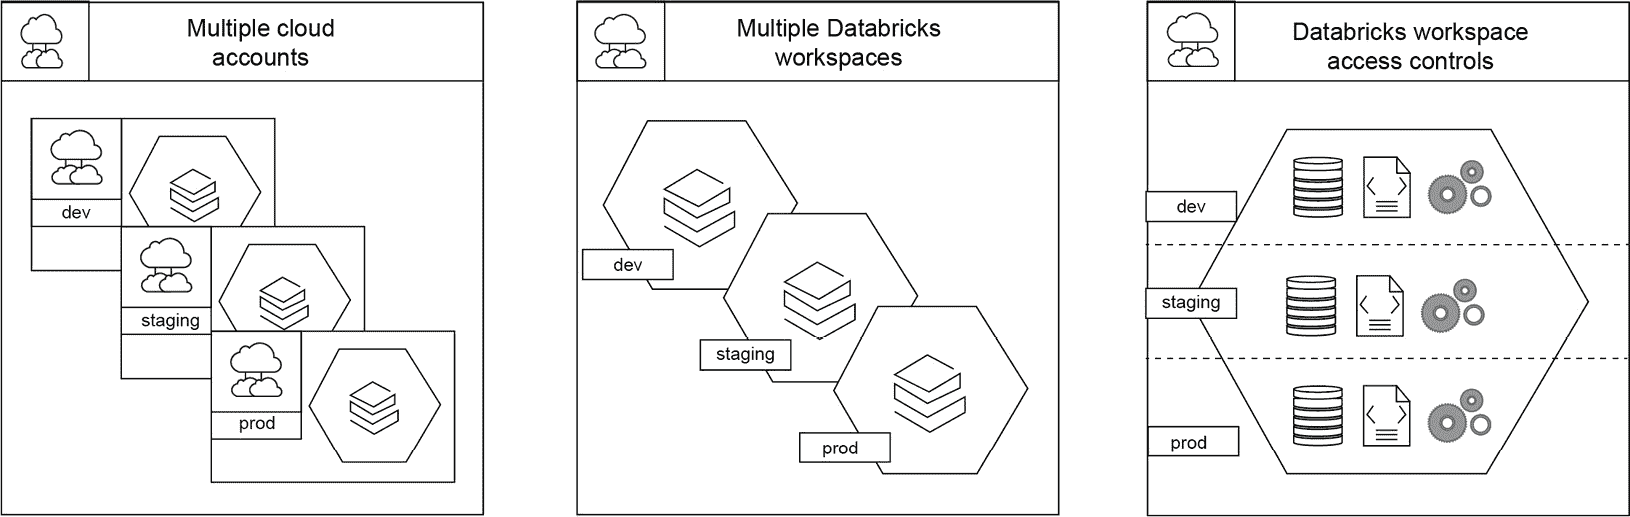 Multiple cloud
accounts
dev
staging
prod
Multiple Databricks
workspaces
dev
staging
prod
Databricks workspace
access controls
dev
staging
prod